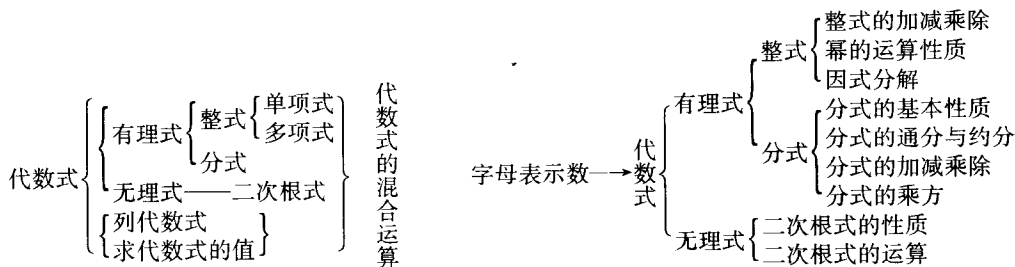 代数式
有理式
整式
单项式
多项式
分式
无理式——二次根式
列代数式
求代数式的值
代数式的混合运算
字母表示数→代数式
有理式
整式
整式的加减乘除
幂的运算性质
因式分解
分式
分式的基本性质
分式的通分与约分
分式的加减乘除
分式的乘方
无理式
二次根式的性质
二次根式的运算